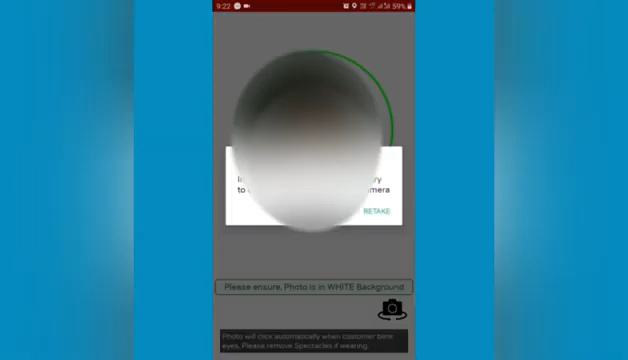 9:22
59%
to
RETAKE
Please ensure, Photo is in WHITE Background
Photo will click automatically when customer blink
eyes, Please remove Spectacles if wearing.